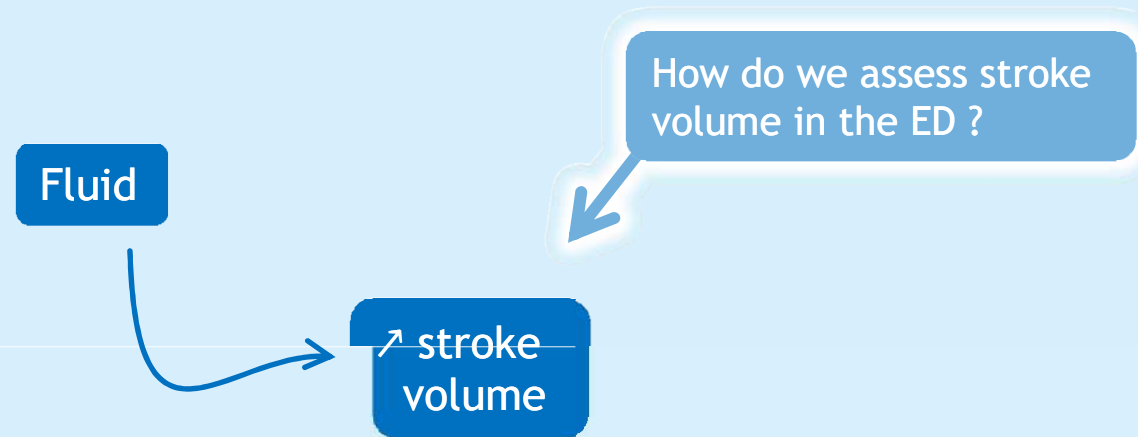 How do we assess stroke
volume in the ED ?
Fluid
↗ stroke
volume